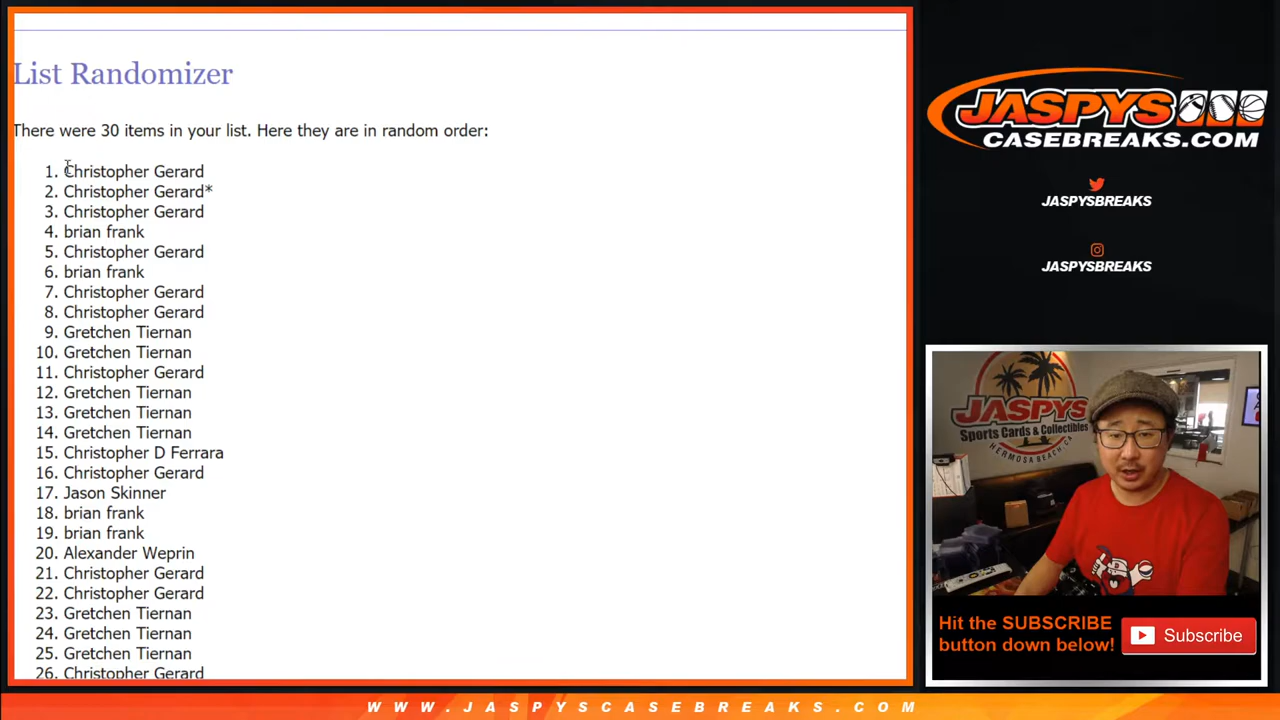 List Randomizer
There were 30 items in your list. Here they are in random order:
1. Christopher Gerard
2. Christopher Gerard*
3. Christopher Gerard
4. brian frank
5. Christopher Gerard
6. brian frank
7. Christopher Gerard
8. Christopher Gerard
9. Gretchen Tiernan
10. Gretchen Tiernan
11. Christopher Gerard
12. Gretchen Tiernan
13. Gretchen Tiernan
14. Gretchen Tiernan
15. Christopher D Ferrara
16. Christopher Gerard
17. Jason Skinner
18. brian frank
19. brian frank
20. Alexander Weprin
21. Christopher Gerard
22. Christopher Gerard
23. Gretchen Tiernan
24. Gretchen Tiernan
25. Gretchen Tiernan
26. Christopher Gerard
JASPYS
CASEBREAKS.COM
JASPYSBREAKS
JASPYSBREAKS
JASPYS
Sports Cards & Collectibles
HERMOSA BEACH, CA
Hit the SUBSCRIBE
button down below!
Subscribe
WWW.JASPYSCASEBREAKS.COM